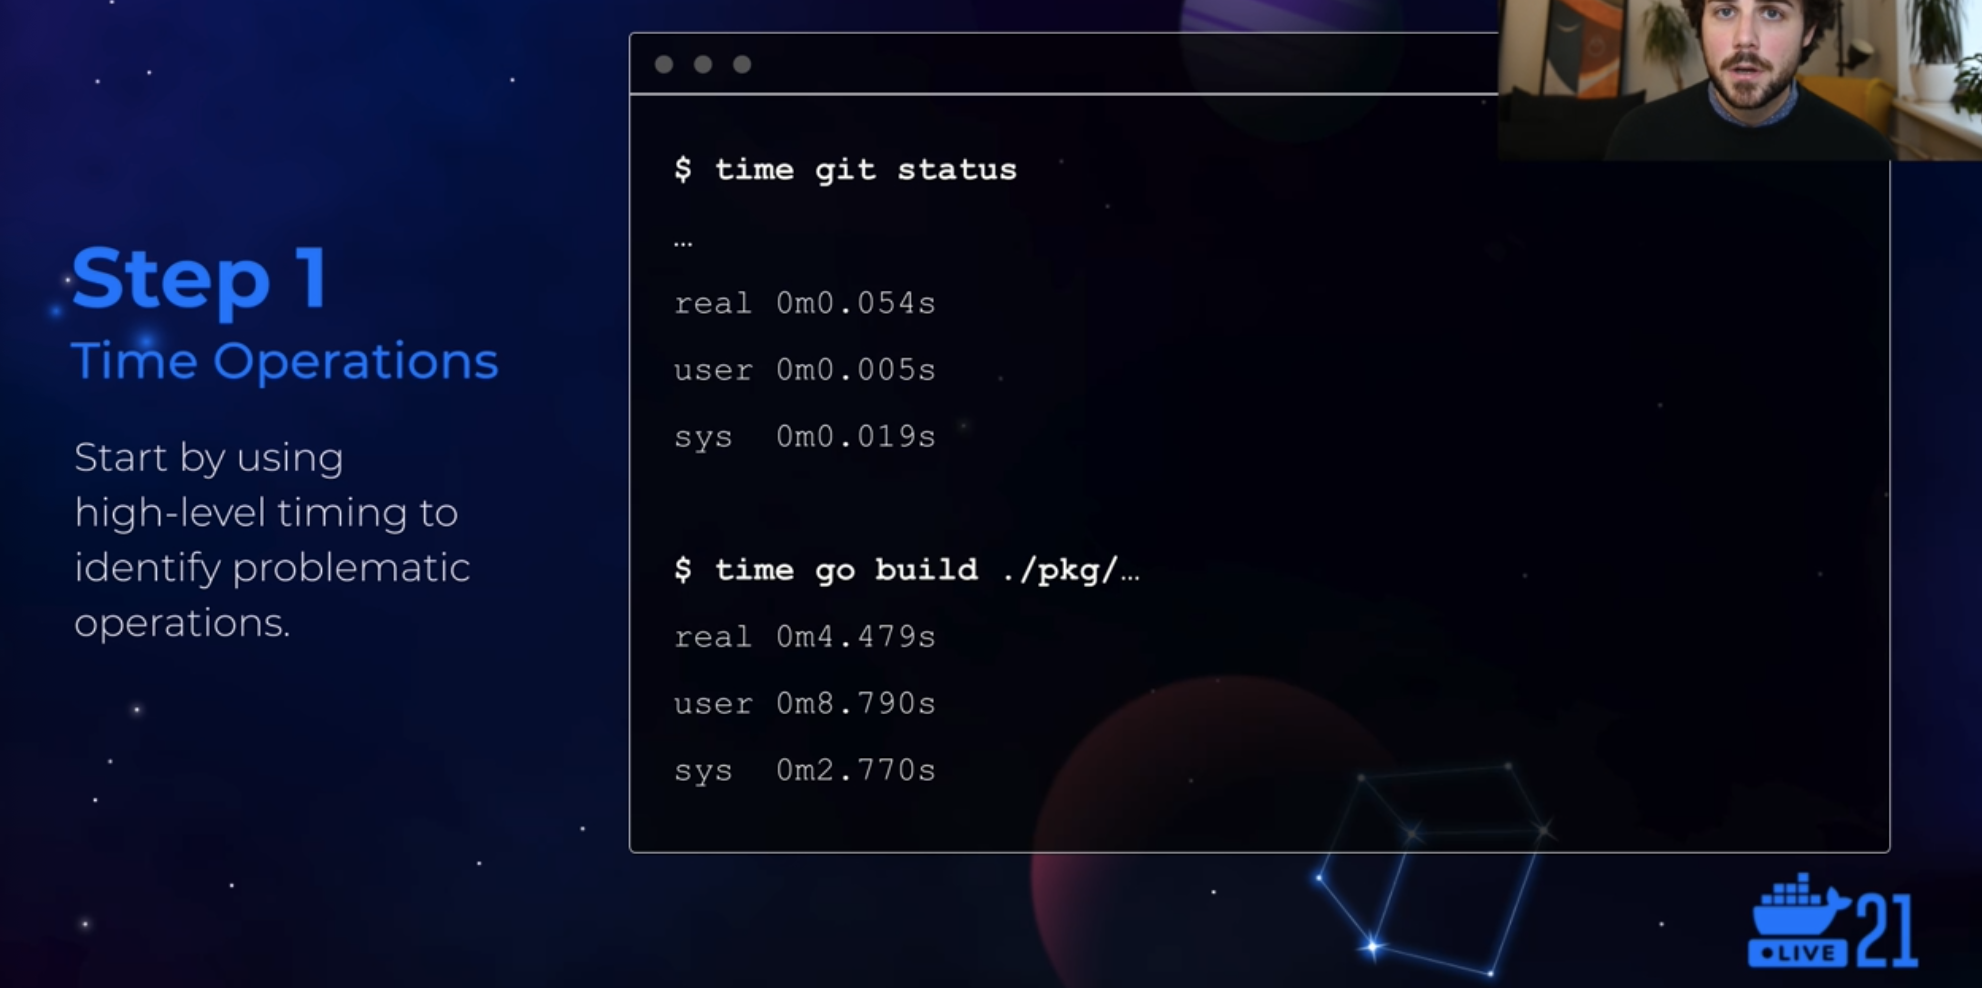 Step 1
Time Operations
Start by using
high-level timing to
identify problematic
operations.
$ time git status
…
real 0m0.054s
user 0m0.005s
sys  0m0.019s
$ time go build ./pkg/…
real 0m4.479s
user 0m8.790s
sys  0m2.770s
LIVE 21